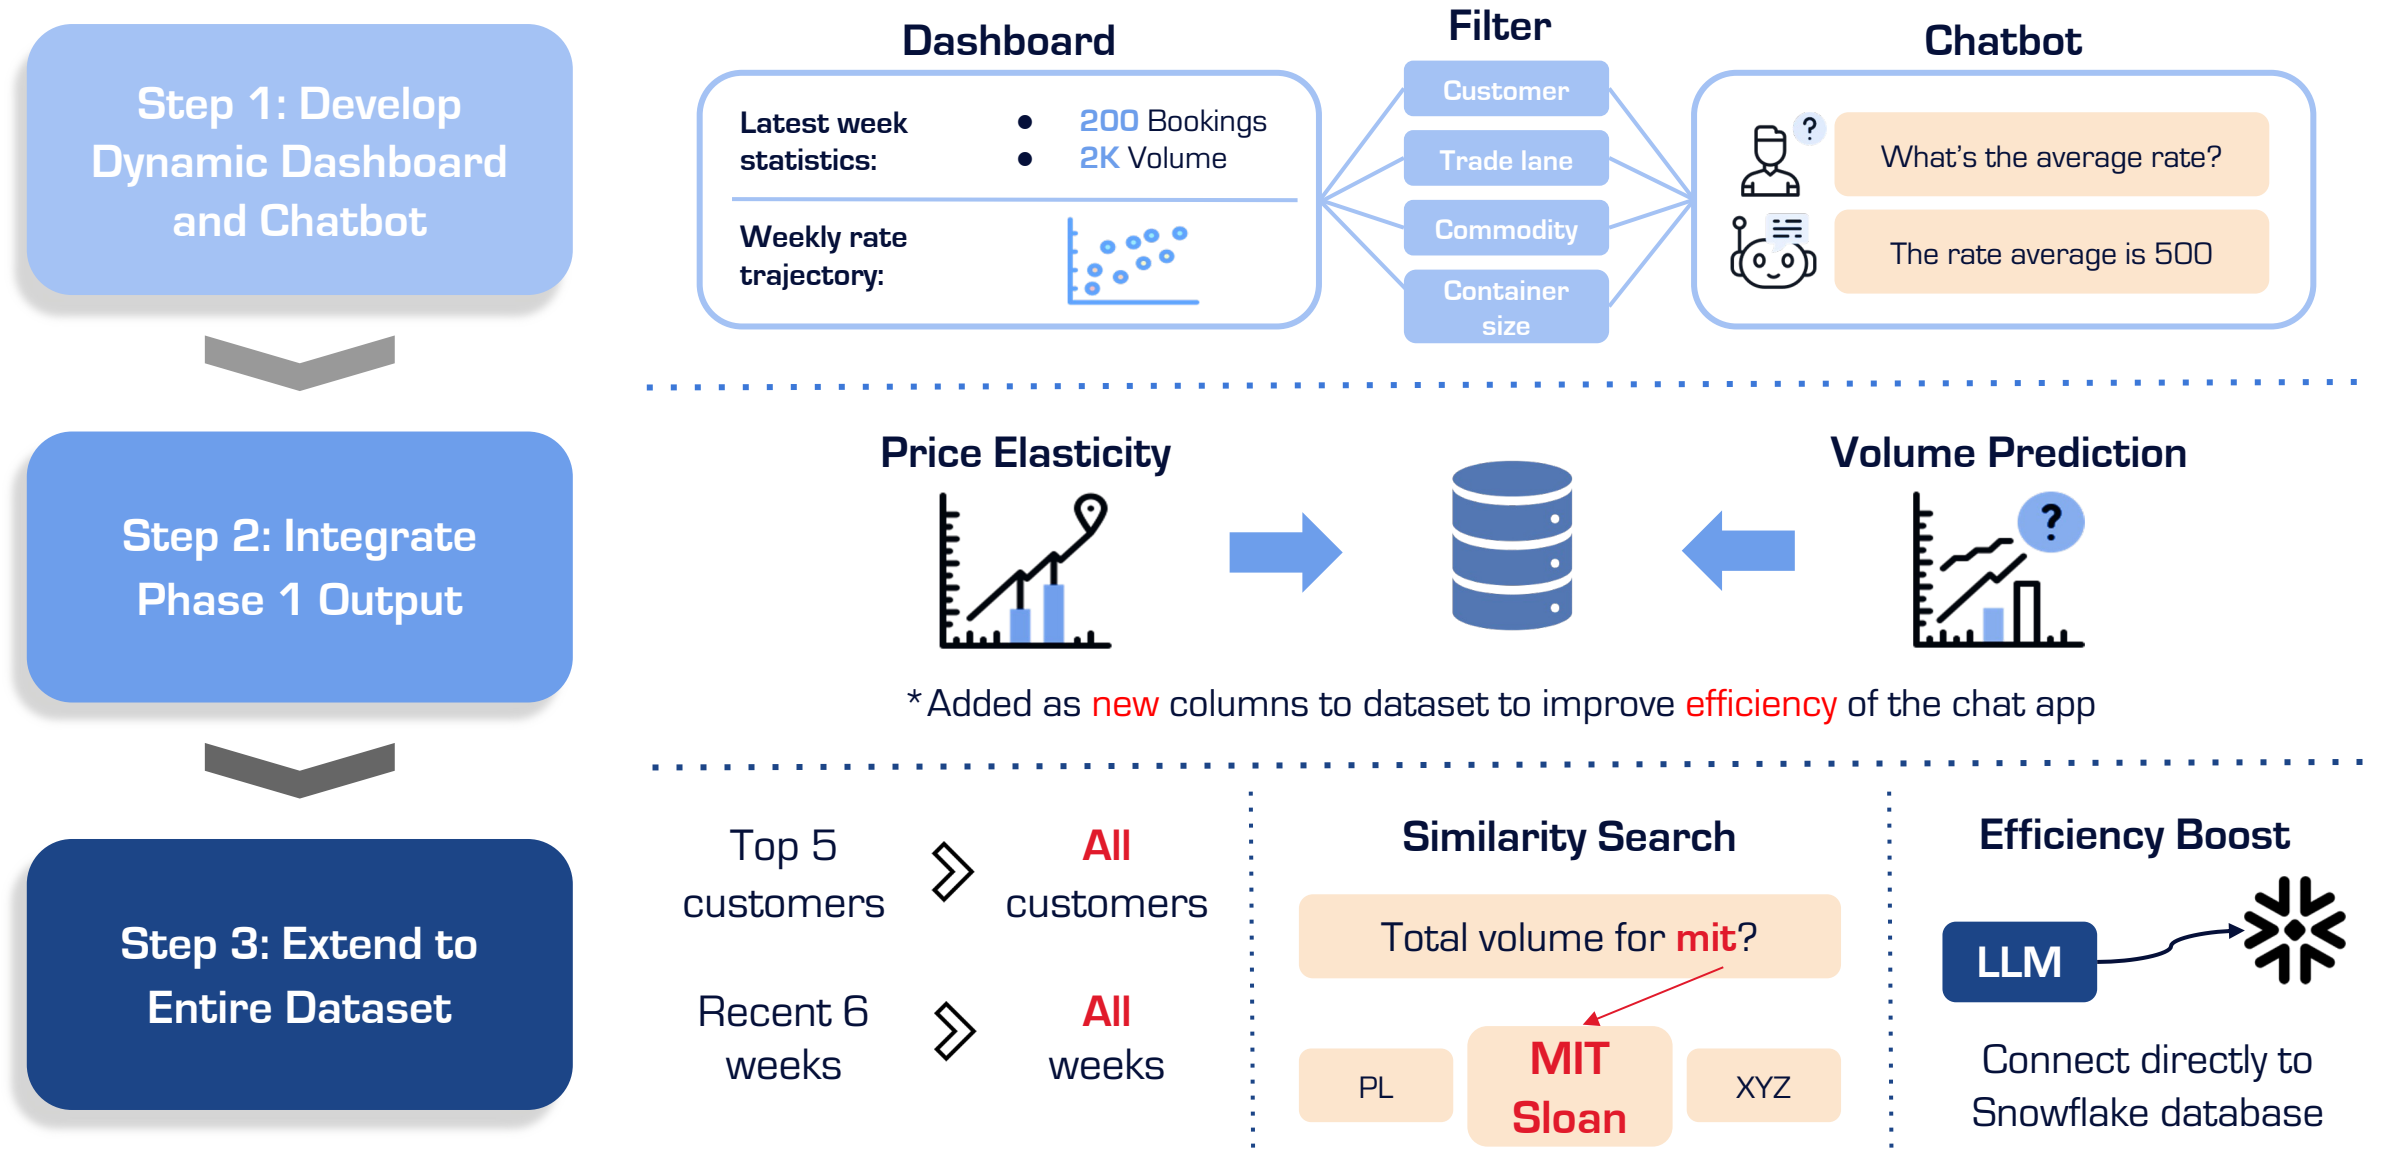 Step 1: Develop
Dynamic Dashboard
and Chatbot
Dashboard
Latest week
statistics:
● 200 Bookings
● 2K Volume
Weekly rate
trajectory:
Filter
Customer
Trade lane
Commodity
Container
size
Chatbot
?
What's the average rate?
The rate average is 500
Step 2: Integrate
Phase 1 Output
Price Elasticity
Volume Prediction
?
* Added as new columns to dataset to improve efficiency of the chat app
Step 3: Extend to
Entire Dataset
Top 5
customers
All
customers
Recent 6
weeks
All
weeks
Similarity Search
Total volume for mit?
PL
MIT
Sloan
XYZ
Efficiency Boost
LLM
Connect directly to
Snowflake database